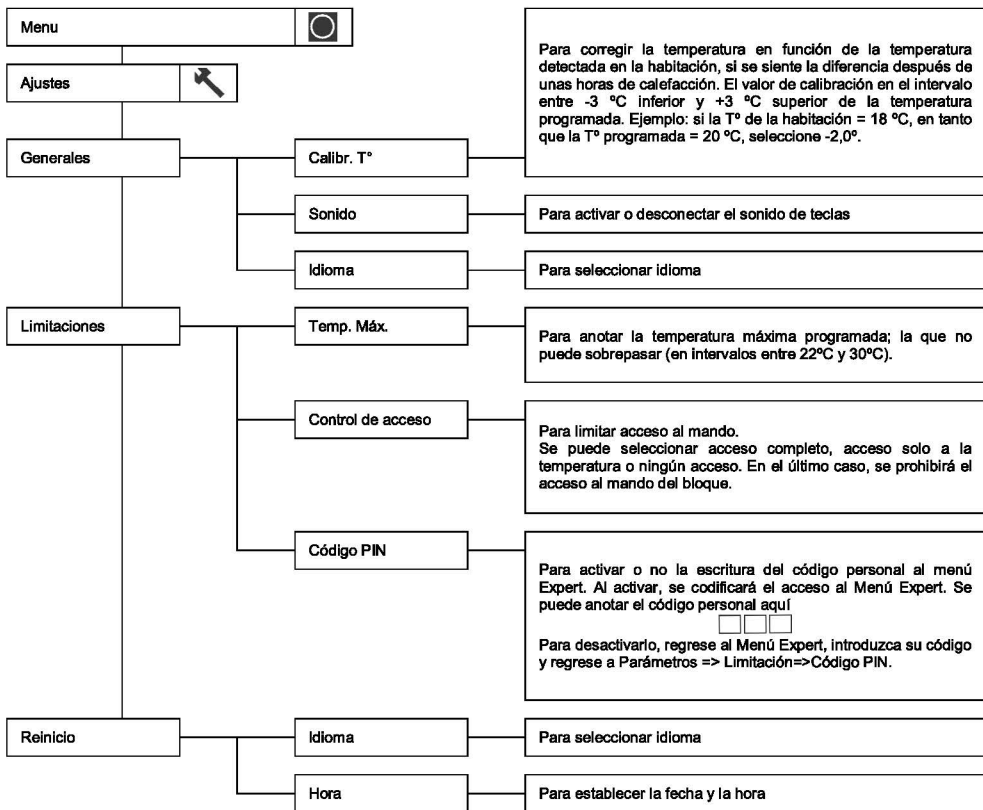 Menu
Ajustes
Generales
Calibr. T°
Para corregir la temperatura en función de la temperatura
detectada en la habitación, si se siente la diferencia después de
unas horas de calefacción. El valor de calibración en el intervalo
entre -3 ºC inferior y +3 ºC superior de la temperatura
programada. Ejemplo: si la Tº de la habitación = 18 ºC, en tanto
que la Tº programada = 20 ºC, seleccione -2,0º.
Sonido
Para activar o desconectar el sonido de teclas
Idioma
Para seleccionar idioma
Limitaciones
Temp. Máx.
Para anotar la temperatura máxima programada; la que no
puede sobrepasar (en intervalos entre 22ºC y 30ºC).
Control de acceso
Para limitar acceso al mando.
Se puede seleccionar acceso completo, acceso solo a la
temperatura o ningún acceso. En el último caso, se prohibirá el
acceso al mando del bloque.
Código PIN
Para activar o no la escritura del código personal al menú
Expert. Al activar, se codificará el acceso al Menú Expert. Se
puede anotar el código personal aquí
Para desactivarlo, regrese al Menú Expert, introduzca su código
y regrese a Parámetros => Limitación=>Código PIN.
Reinicio
Idioma
Para seleccionar idioma
Hora
Para establecer la fecha y la hora